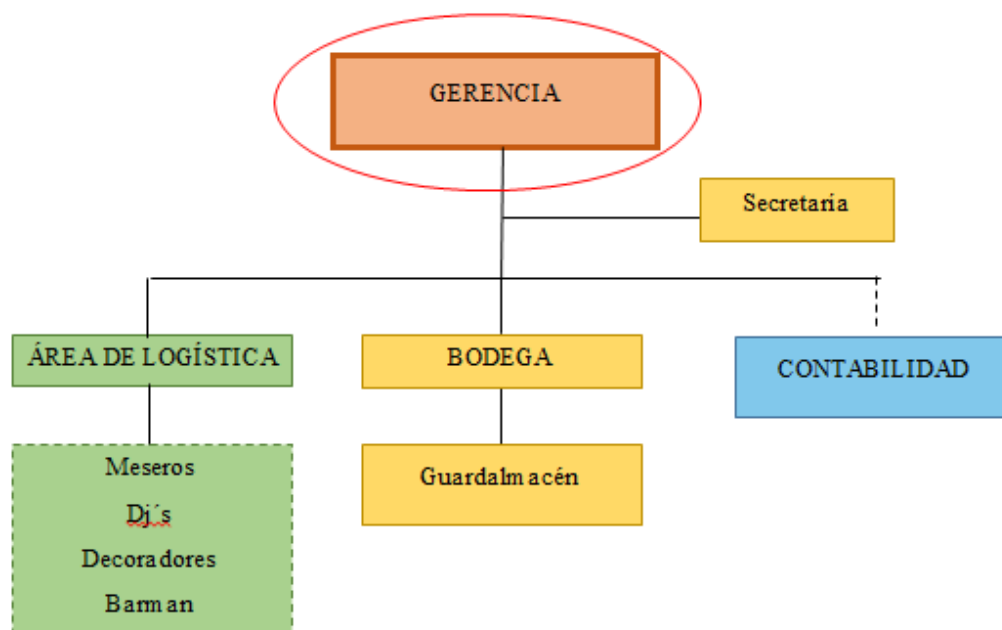 GERENCIA
Secretaria
ÁREA DE LOGÍSTICA
BODEGA
CONTABILIDAD
Meseros
Dj´s
Decoradores
Barman
Guardalmacén